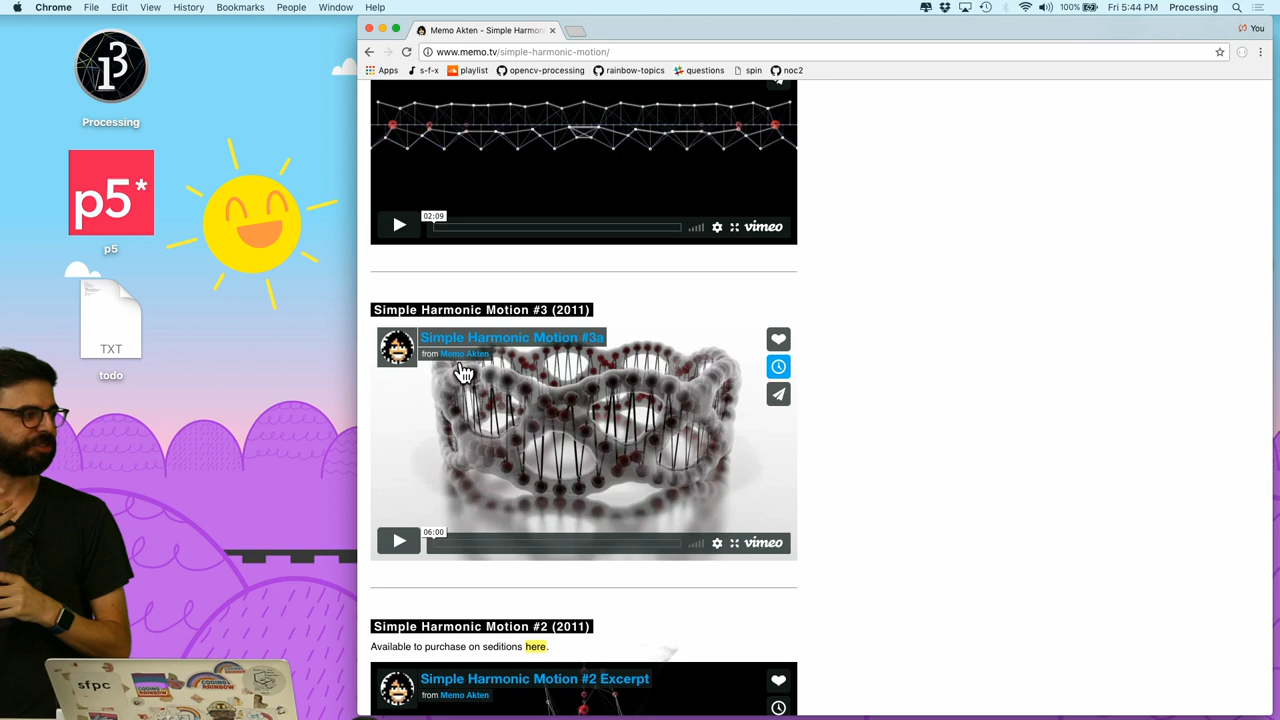 Chrome File Edit View History Bookmarks People Window Help 100% Fri 5:44 PM Processing
Memo Akten - Simple Harmoni
You
www.memo.tv/simple-harmonic-motion/
Apps s-f-x playlist opencv-processing rainbow-topics questions spin noc2
Processing
p5*
p5
TXT
todo
02:09
vimeo
Simple Harmonic Motion #3 (2011)
Simple Harmonic Motion #3a
from Memo Akten
06:00
vimeo
Simple Harmonic Motion #2 (2011)
Available to purchase on seditions here.
Simple Harmonic Motion #2 Excerpt
from Memo Akten
sfpc
CODING RAINBOW